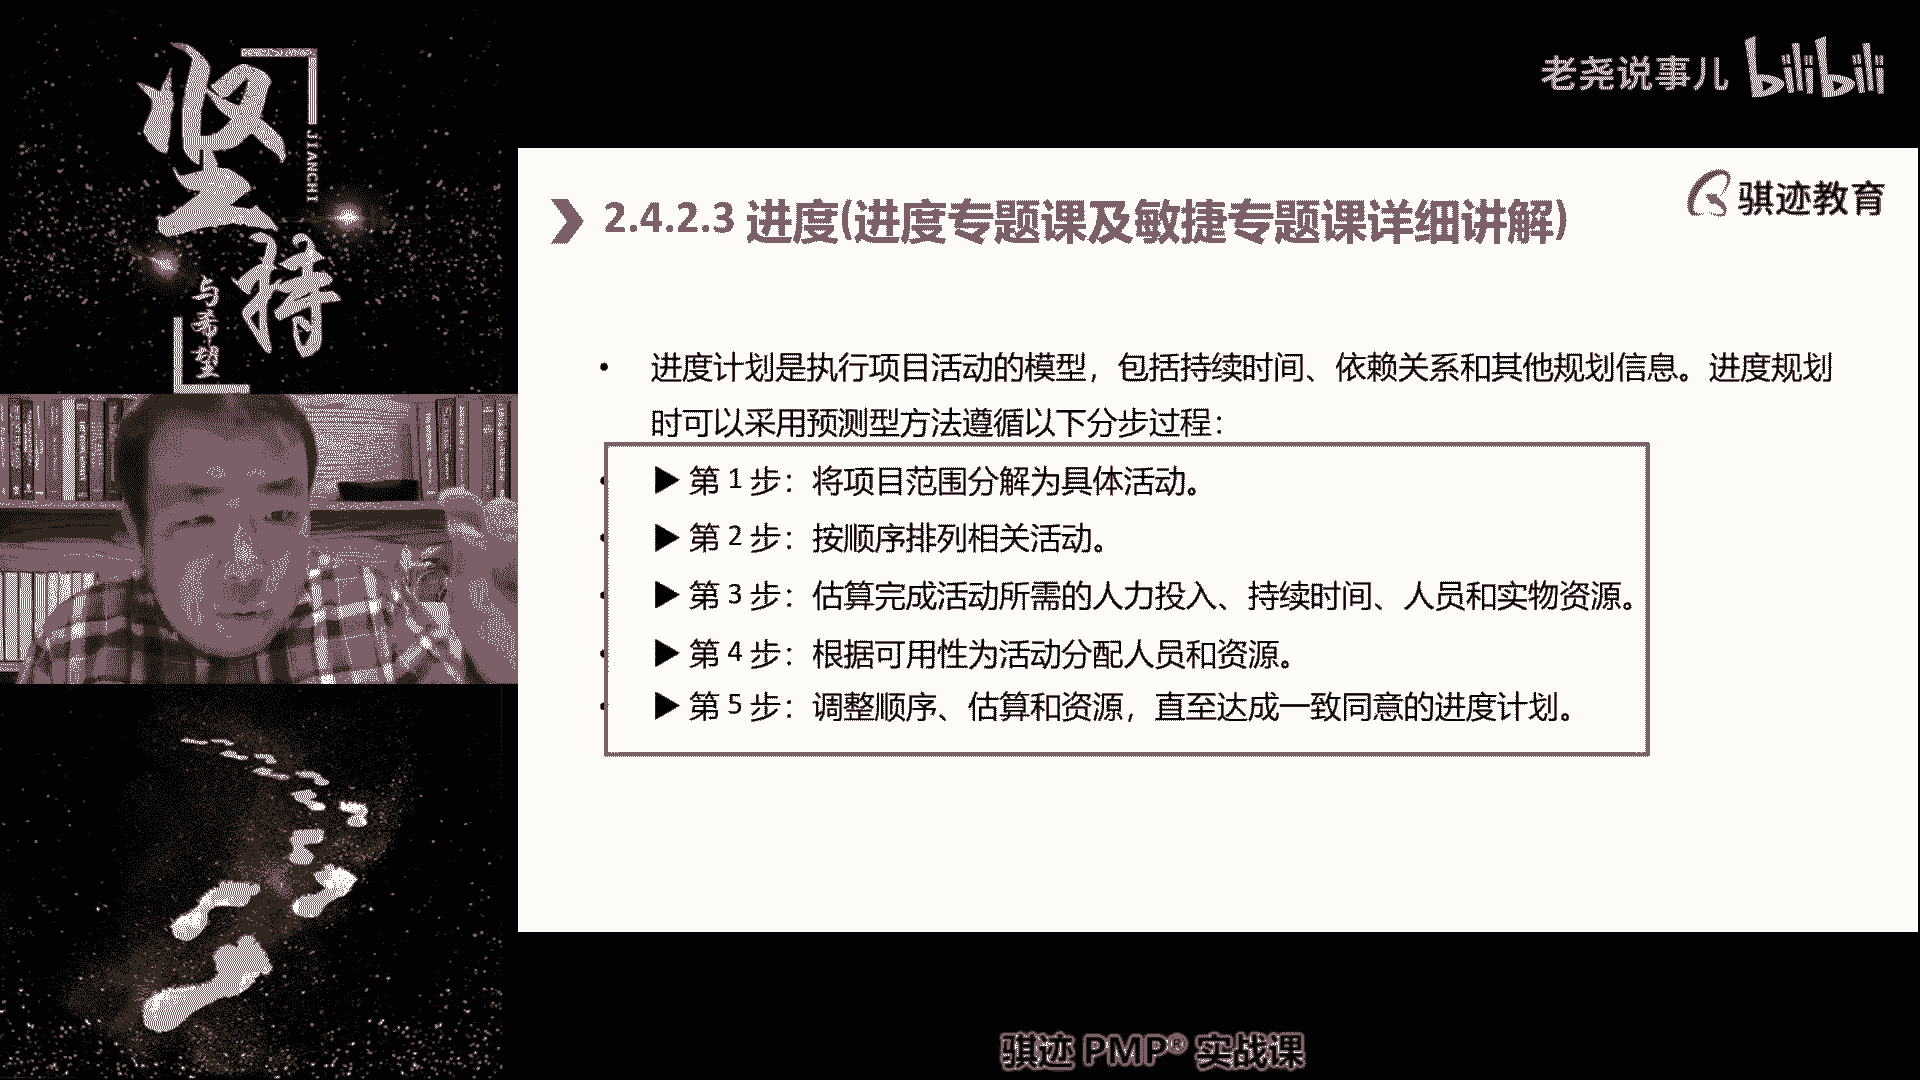 坚持
JIANCHI
与希望
老尧说事儿 bilibili
骐迹教育
2.4.2.3 进度(进度专题课及敏捷专题课详细讲解)
• 进度计划是执行项目活动的模型，包括持续时间、依赖关系和其他规划信息。进度规划
时可以采用预测型方法遵循以下分步过程：
▶ 第 1 步：将项目范围分解为具体活动。
▶ 第 2 步：按顺序排列相关活动。
▶ 第 3 步：估算完成活动所需的人力投入、持续时间、人员和实物资源。
▶ 第 4 步：根据可用性为活动分配人员和资源。
▶ 第 5 步：调整顺序、估算和资源，直至达成一致同意的进度计划。
骐迹 PMP® 实战课